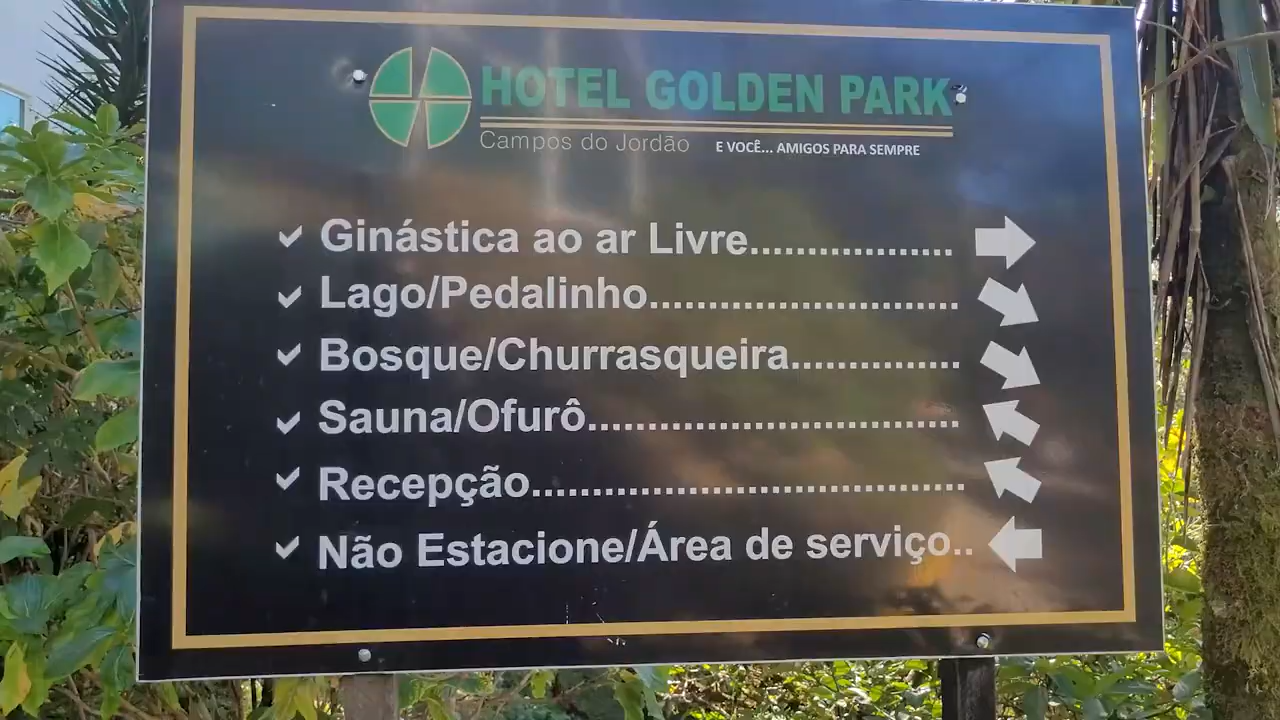 HOTEL GOLDEN PARK
Campos do Jordão E VOCÊ... AMIGOS PARA SEMPRE
Ginástica ao ar Livre..................
Lago/Pedalinho...........................
Bosque/Churrasqueira...............
Sauna/Ofurô................................
Recepção.....................................
Não Estacione/Área de serviço..